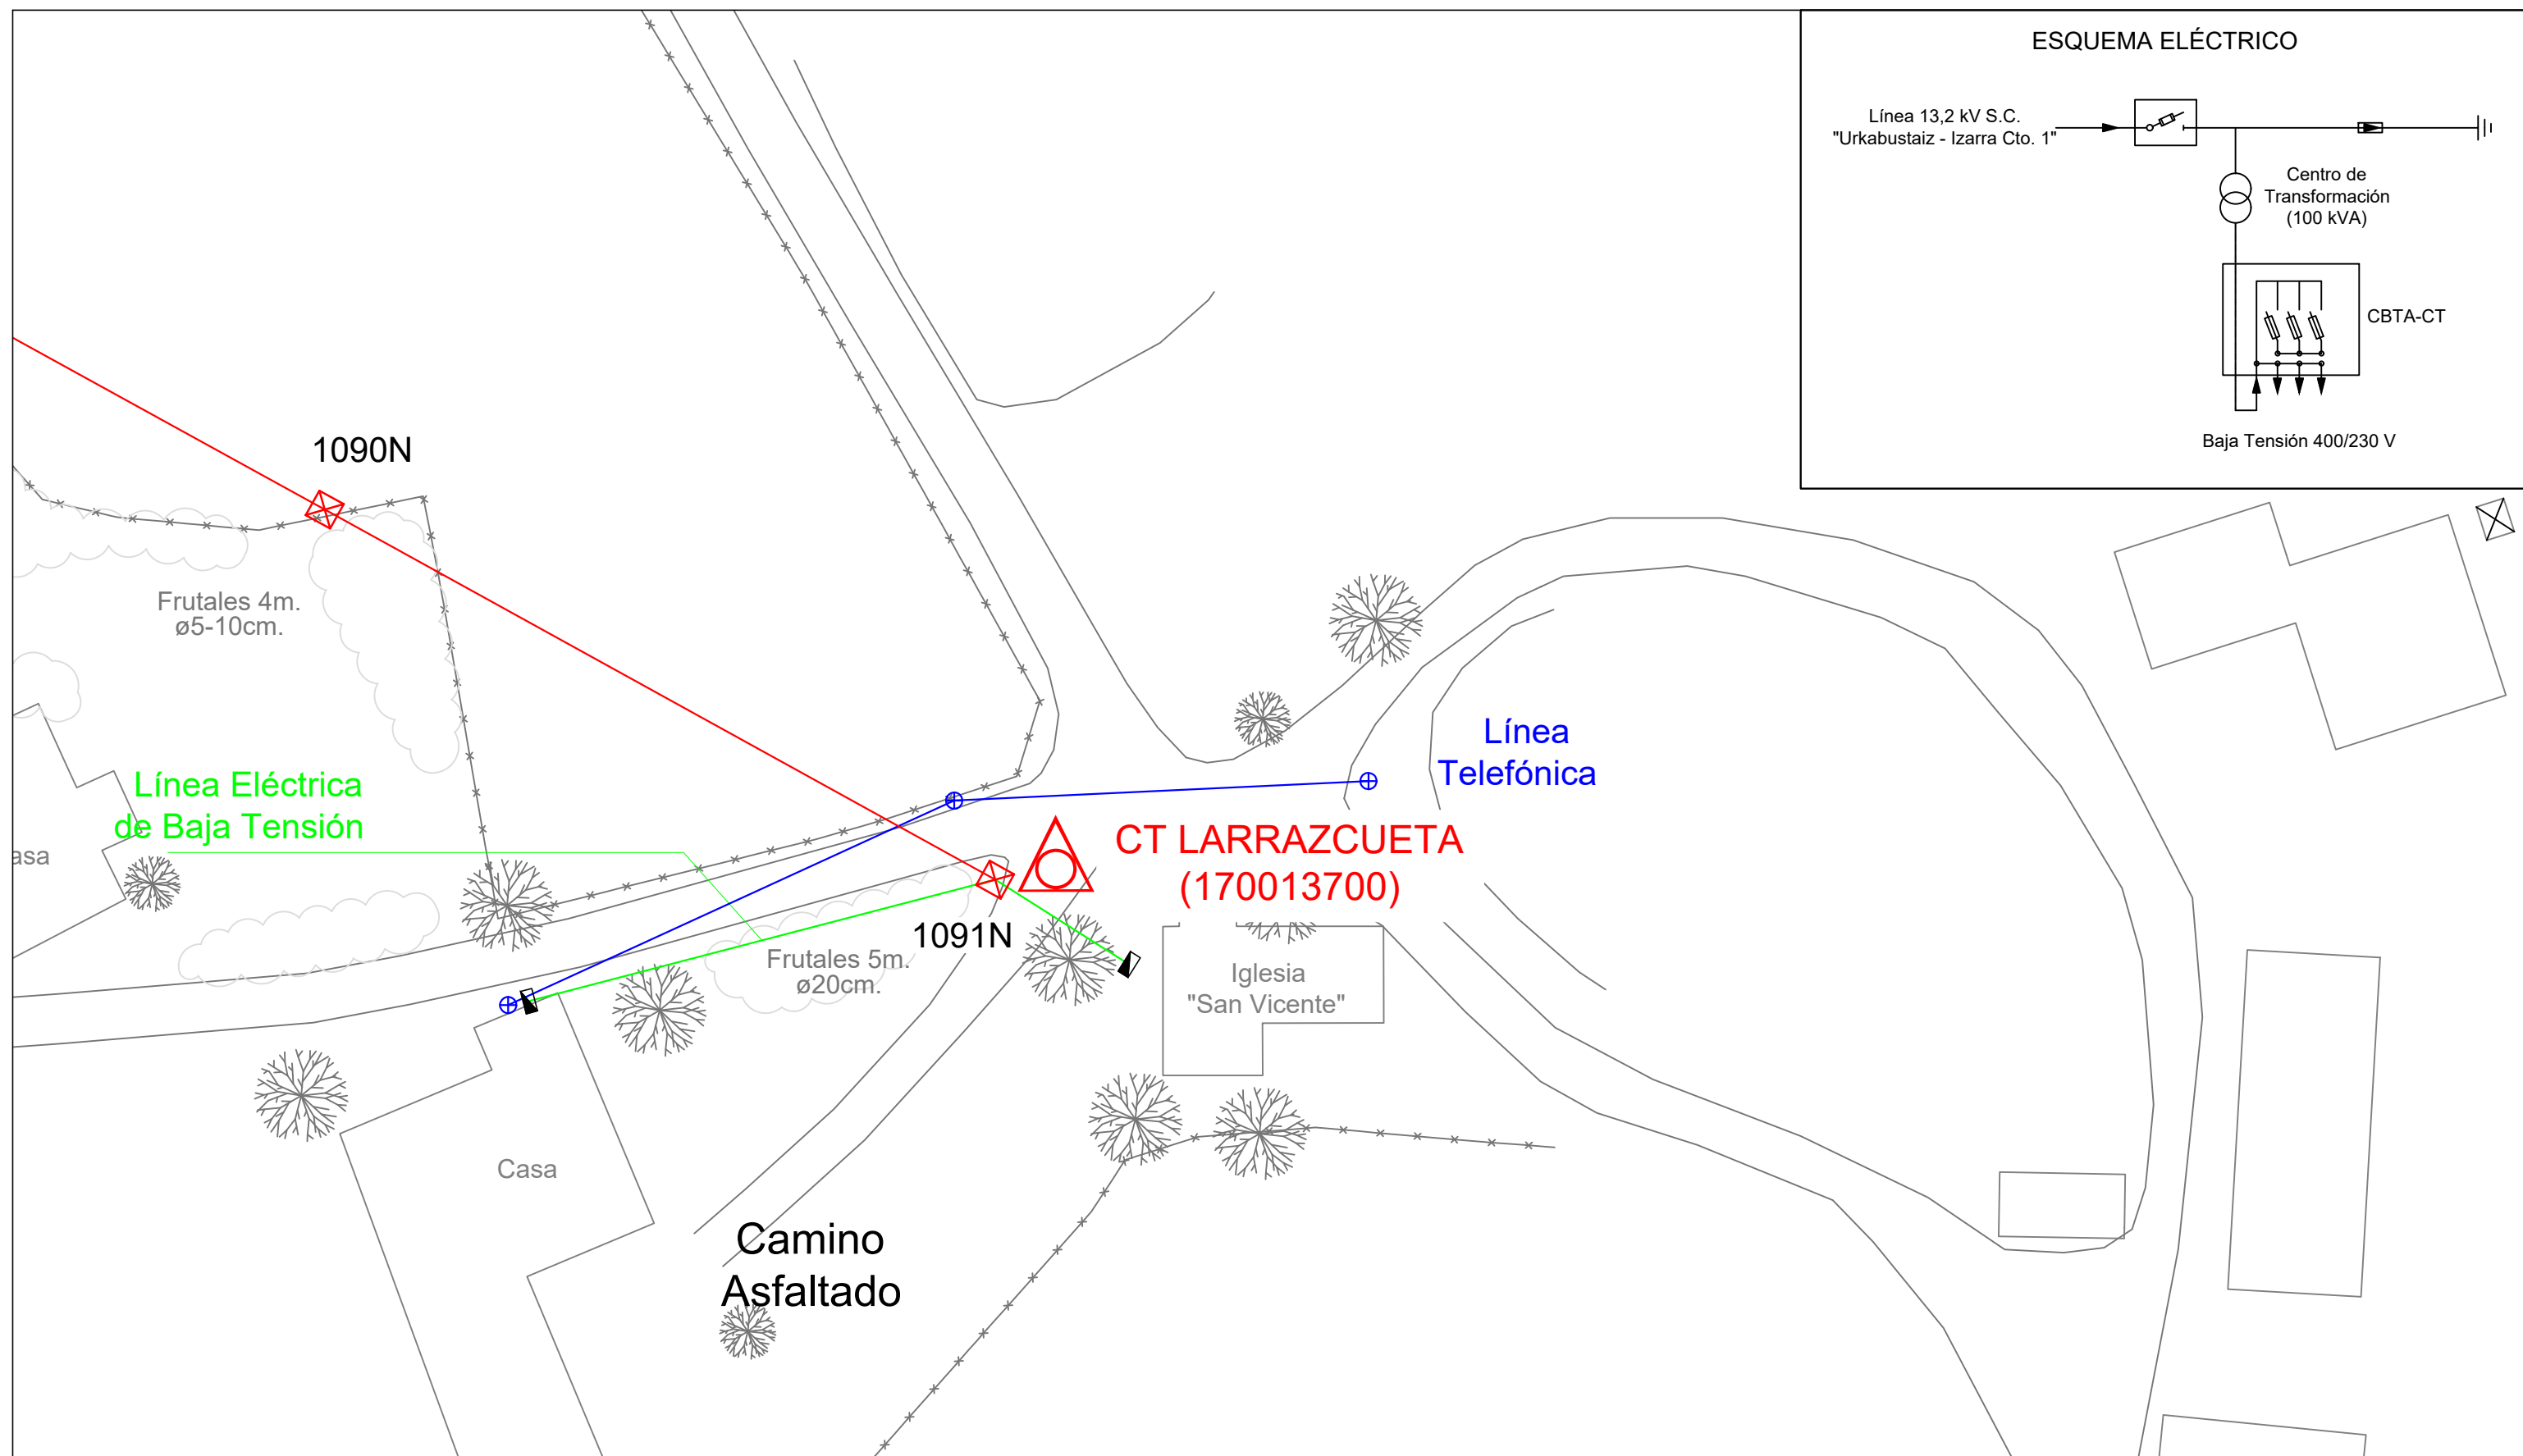 ESQUEMA ELÉCTRICO
Línea 13,2 kV S.C.
"Urkabustaiz - Izarra Cto. 1"
Centro de
Transformación
(100 kVA)
CBTA-CT
Baja Tensión 400/230 V
1090N
Frutales 4m.
ø5-10cm.
Línea
Telefónica
Línea Eléctrica
de Baja Tensión
asa
CT LARRAZCUETA
(170013700)
1091N
Frutales 5m.
ø20cm.
Iglesia
"San Vicente"
Casa
Camino
Asfaltado